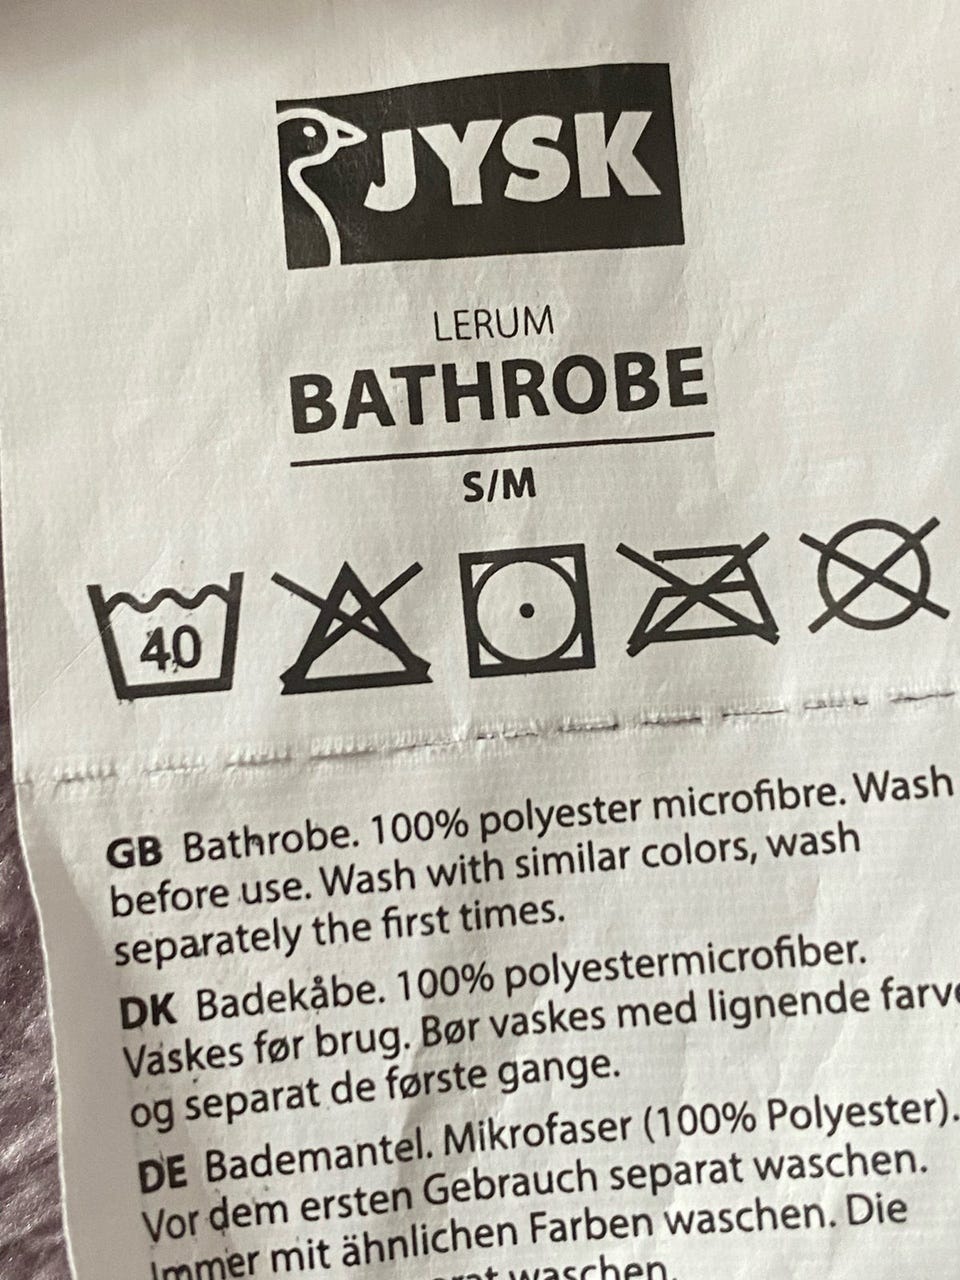 JYSK
LERUM
BATHROBE
S/M
40
GB Bathrobe. 100% polyester microfibre. Wash
before use. Wash with similar colors, wash
separately the first times.
DK Badekåbe. 100% polyestermicrofiber.
Vaskes før brug. Bør vaskes med lignende
og separat de første gange.
DE Bademantel. Mikrofaser (100% Polyester).
Vor dem ersten Gebrauch separat waschen.
Immer mit ähnlichen Farben waschen. Die
waschen.